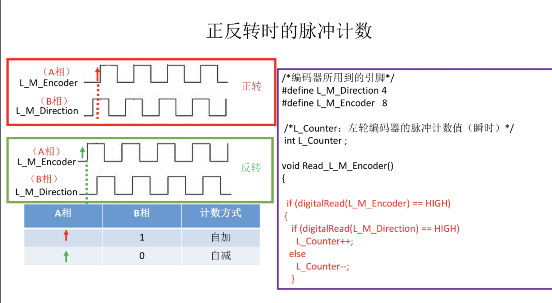 正反转时的脉冲计数
（A相）
L_M_Encoder
（B相）
L_M_Direction
正转
（A相）
L_M_Encoder
（B相）
L_M_Direction
反转
A相 B相 计数方式
1 自加
0 自减
/*编码器所用到的引脚*/
#define L_M_Direction 4
#define L_M_Encoder 8
/*L_Counter：左轮编码器的脉冲计数值（瞬时）*/
int L_Counter ;
void Read_L_M_Encoder()
{
if (digitalRead(L_M_Encoder) == HIGH)
{
if (digitalRead(L_M_Direction) == HIGH)
L_Counter++;
else
L_Counter--;
}